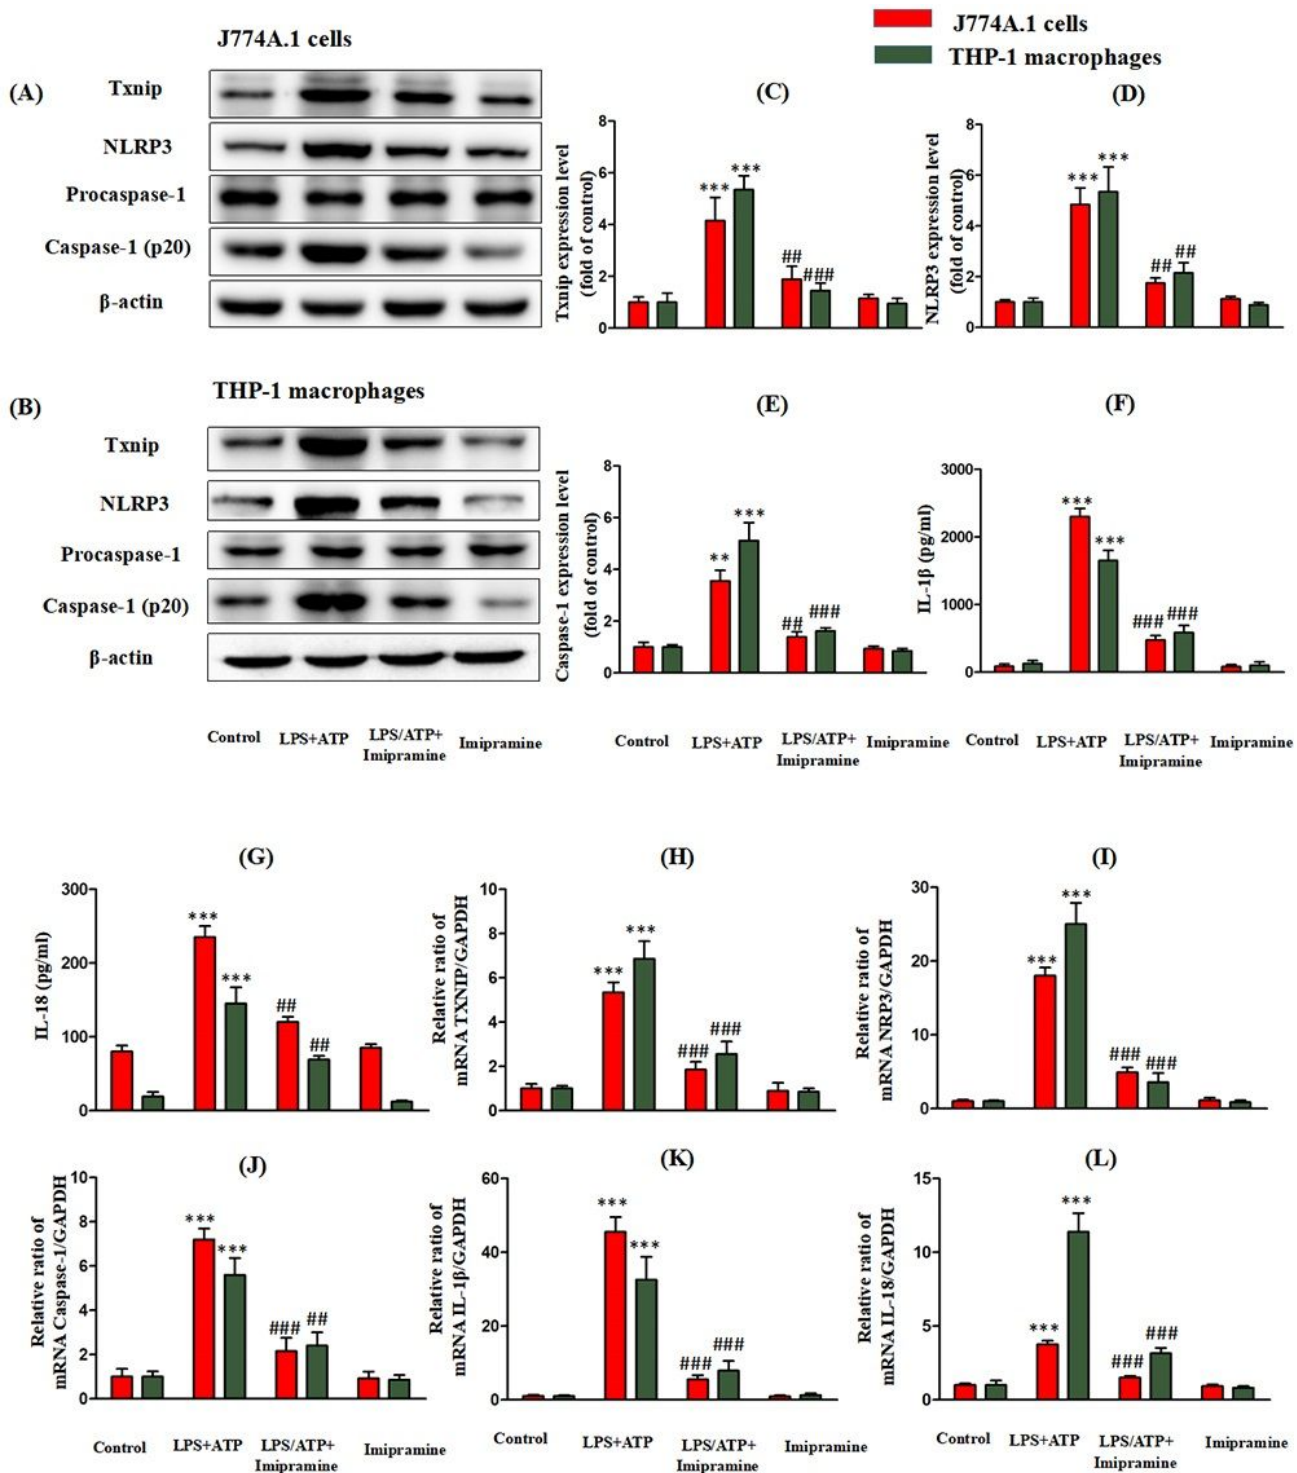 J774A.1 cells
THP-1 macrophages
J774A.1 cells
(A)
Txnip
NLRP3
Procaspase-1
Caspase-1 (p20)
β-actin
THP-1 macrophages
(B)
Txnip
NLRP3
Procaspase-1
Caspase-1 (p20)
β-actin
Control
LPS+ATP
LPS/ATP+
Imipramine
Imipramine
(C)
Txnip expression level
(fold of control)
8
6
4
2
0
***
***
##
###
(D)
NLRP3 expression level
(fold of control)
8
6
4
2
0
***
***
##
##
(E)
Caspase-1 expression level
(fold of control)
8
6
4
2
0
**
***
##
###
Control
LPS+ATP
LPS/ATP+
Imipramine
Imipramine
(F)
IL-1β (pg/ml)
3000
2000
1000
0
***
***
###
###
Control
LPS+ATP
LPS/ATP+
Imipramine
Imipramine
(G)
IL-18 (pg/ml)
300
200
100
0
***
***
##
##
(H)
Relative ratio of
mRNA TXNIP/GAPDH
10
8
6
4
2
0
***
***
###
###
(I)
Relative ratio of
mRNA NRP3/GAPDH
30
20
10
0
***
***
###
###
(J)
Relative ratio of
mRNA Caspase-1/GAPDH
10
8
6
4
2
0
***
***
###
##
Control
LPS+ATP
LPS/ATP+
Imipramine
Imipramine
(K)
Relative ratio of
mRNA IL-1β/GAPDH
60
40
20
0
***
***
###
###
Control
LPS+ATP
LPS/ATP+
Imipramine
Imipramine
(L)
Relative ratio of
mRNA IL-18/GAPDH
15
10
5
0
***
***
###
###
Control
LPS+ATP
LPS/ATP+
Imipramine
Imipramine